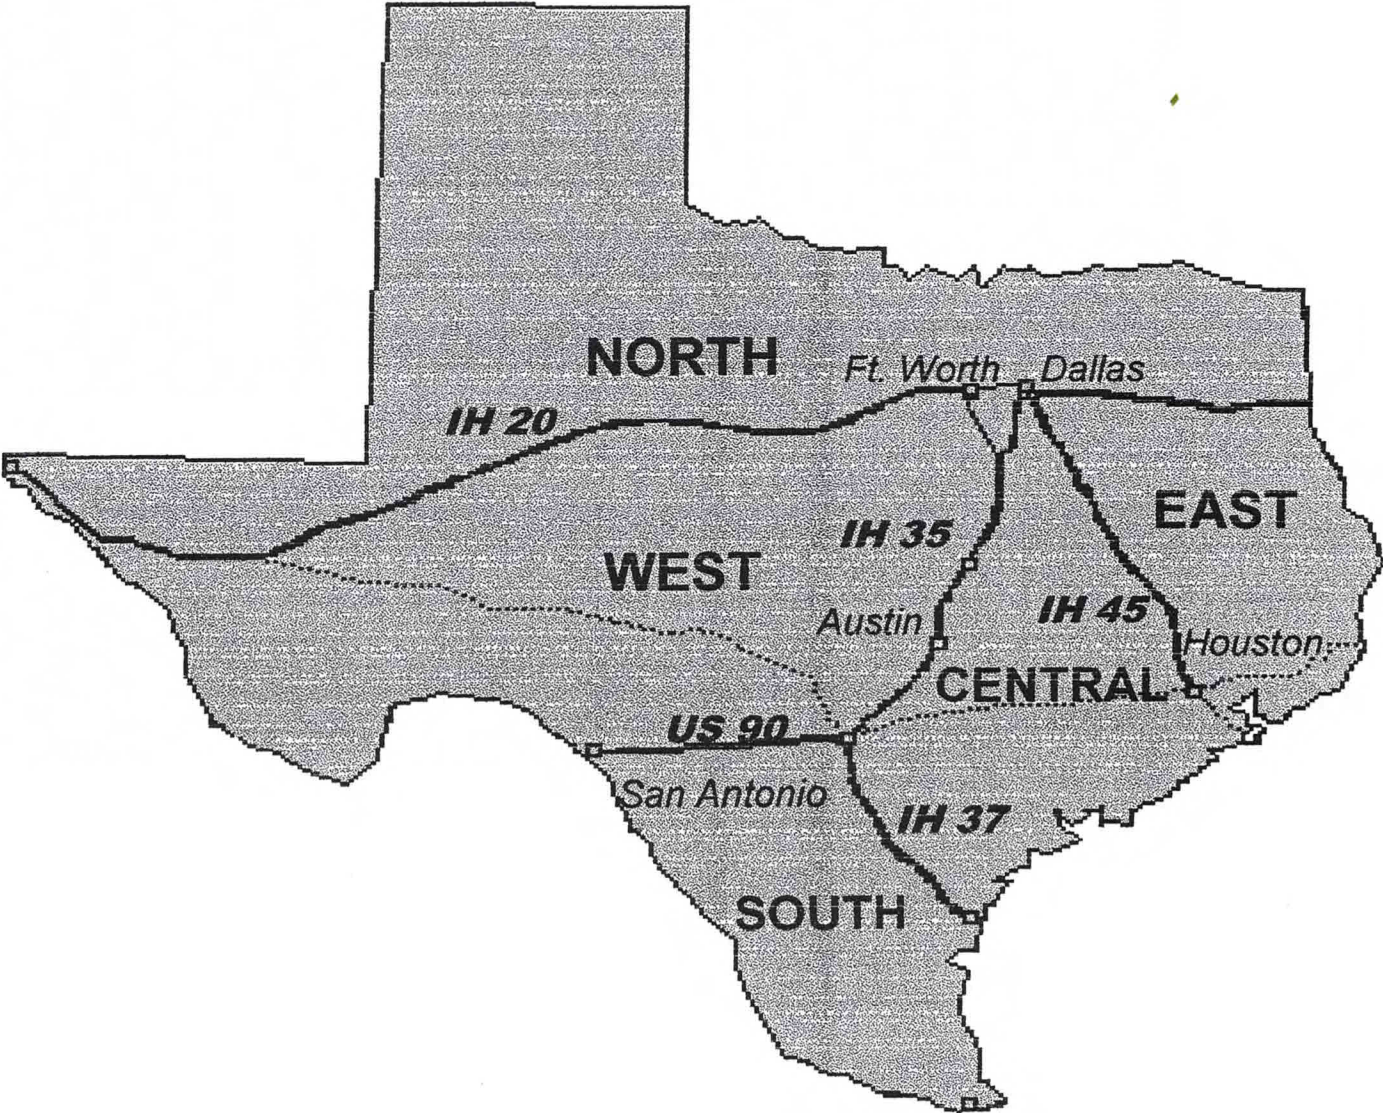 NORTH
Ft. Worth
Dallas
IH 20
EAST
IH 35
WEST
IH 45
Austin
Houston
CENTRAL
US 90
San Antonio
IH 37
SOUTH